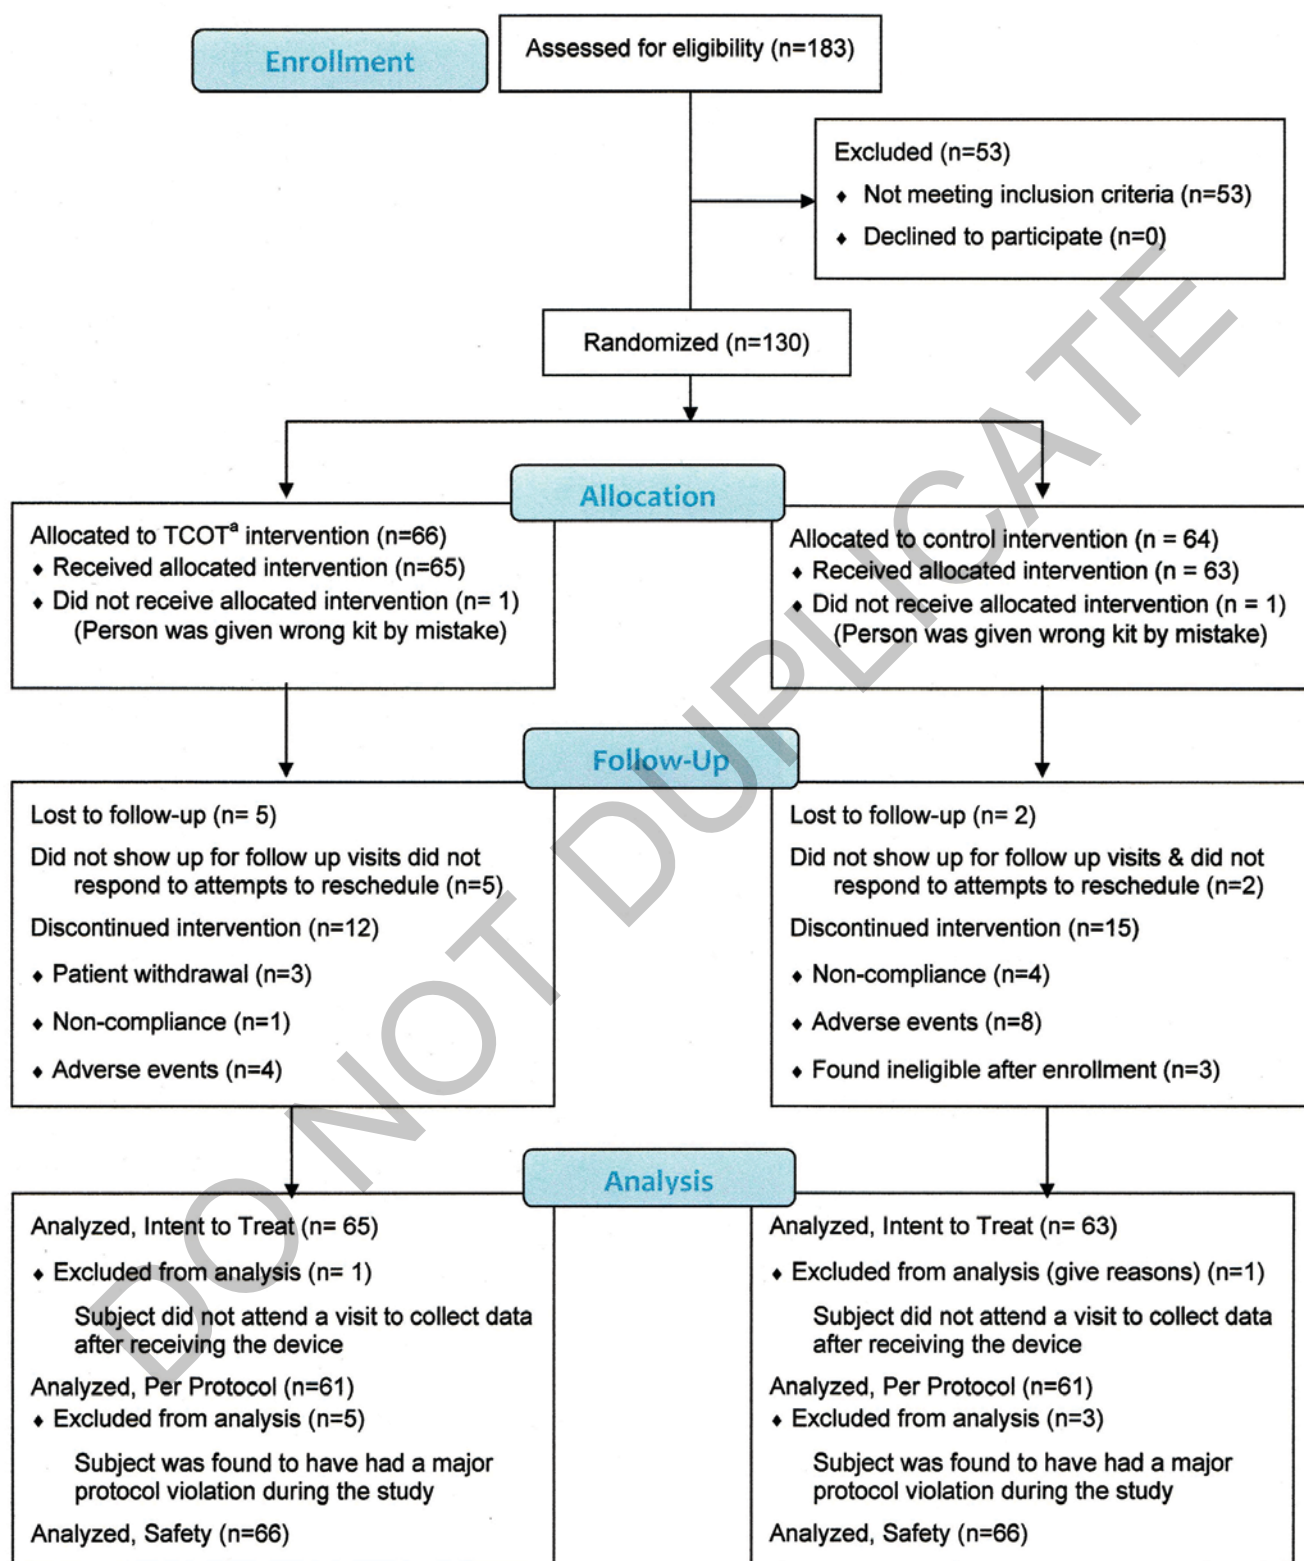 Enrollment
Assessed for eligibility (n=183)
Excluded (n=53)
♦ Not meeting inclusion criteria (n=53)
♦ Declined to participate (n=0)
Randomized (n=130)
Allocation
Allocated to TCOTª intervention (n=66)
♦ Received allocated intervention (n=65)
♦ Did not receive allocated intervention (n= 1)
(Person was given wrong kit by mistake)
Allocated to control intervention (n = 64)
♦ Received allocated intervention (n = 63)
♦ Did not receive allocated intervention (n = 1)
(Person was given wrong kit by mistake)
Follow-Up
Lost to follow-up (n= 5)
Did not show up for follow up visits did not
respond to attempts to reschedule (n=5)
Discontinued intervention (n=12)
♦ Patient withdrawal (n=3)
♦ Non-compliance (n=1)
♦ Adverse events (n=4)
Lost to follow-up (n= 2)
Did not show up for follow up visits & did not
respond to attempts to reschedule (n=2)
Discontinued intervention (n=15)
♦ Non-compliance (n=4)
♦ Adverse events (n=8)
♦ Found ineligible after enrollment (n=3)
Analysis
Analyzed, Intent to Treat (n= 65)
♦ Excluded from analysis (n= 1)
Subject did not attend a visit to collect data
after receiving the device
Analyzed, Per Protocol (n=61)
♦ Excluded from analysis (n=5)
Subject was found to have had a major
protocol violation during the study
Analyzed, Safety (n=66)
Analyzed, Intent to Treat (n= 63)
♦ Excluded from analysis (give reasons) (n=1)
Subject did not attend a visit to collect data
after receiving the device
Analyzed, Per Protocol (n=61)
♦ Excluded from analysis (n=3)
Subject was found to have had a major
protocol violation during the study
Analyzed, Safety (n=66)
DO NOT DUPLICATE